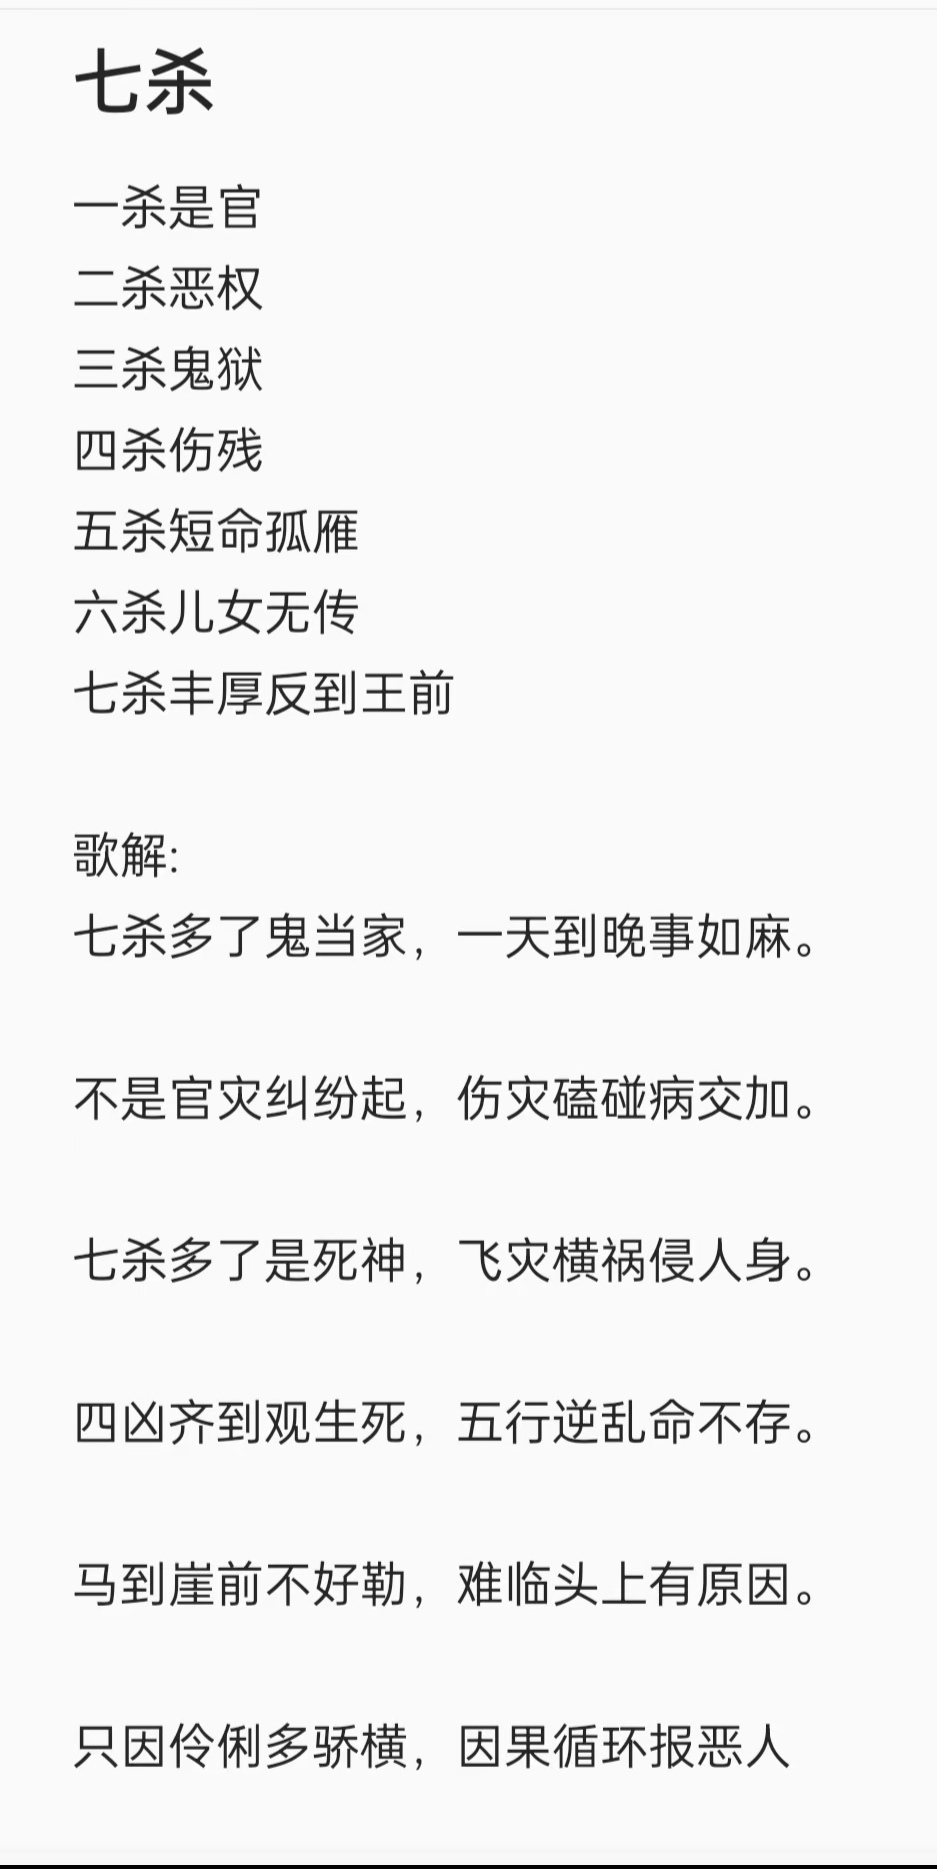 七杀
一杀是官
二杀恶权
三杀鬼狱
四杀伤残
五杀短命孤雁
六杀儿女无传
七杀丰厚反到王前
歌解:
七杀多了鬼当家，一天到晚事如麻。
不是官灾纠纷起，伤灾磕碰病交加。
七杀多了是死神，飞灾横祸侵人身。
四凶齐到观生死，五行逆乱命不存。
马到崖前不好勒，难临头上有原因。
只因伶俐多骄横，因果循环报恶人